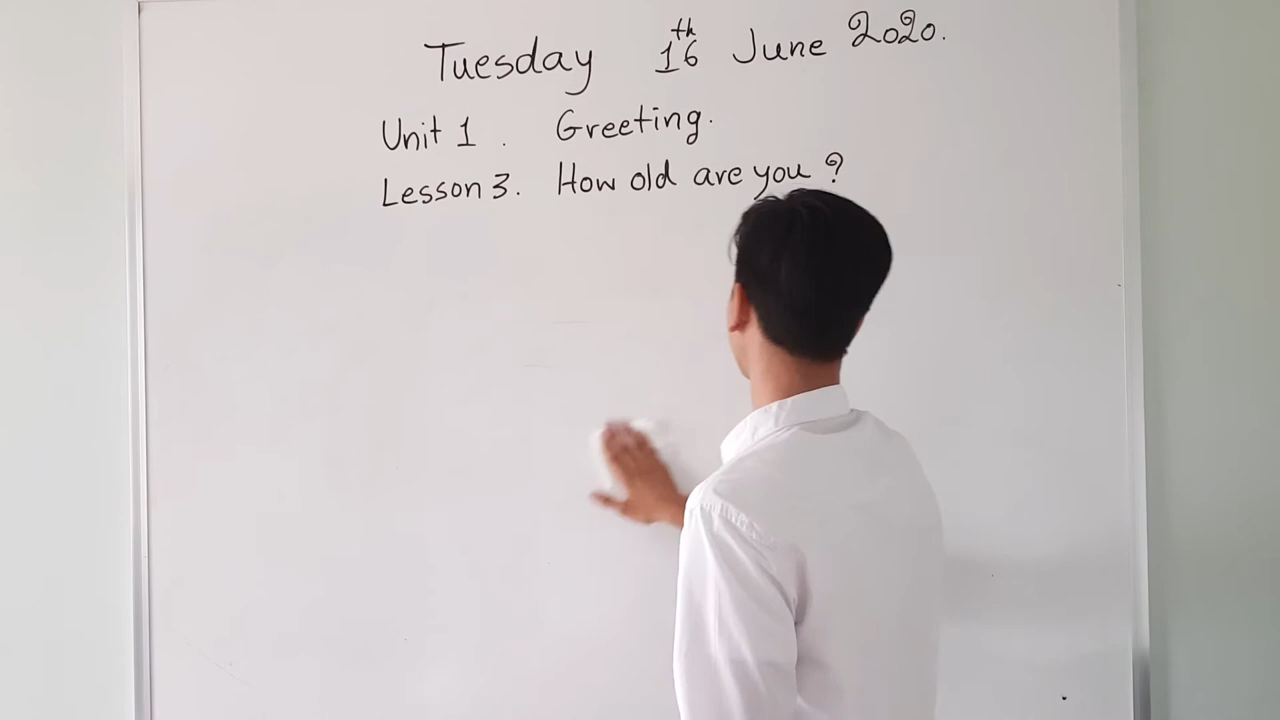 Tuesday 16th June 2020.
Unit 1. Greeting.
Lesson 3. How old are you?